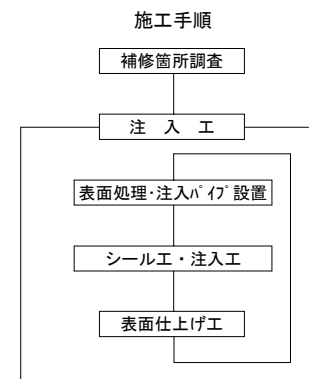 施工手順
補修箇所調査
注　入　工
表面処理･注入ﾊﾟｲﾌﾟ設置
シール工・注入工
表面仕上げ工